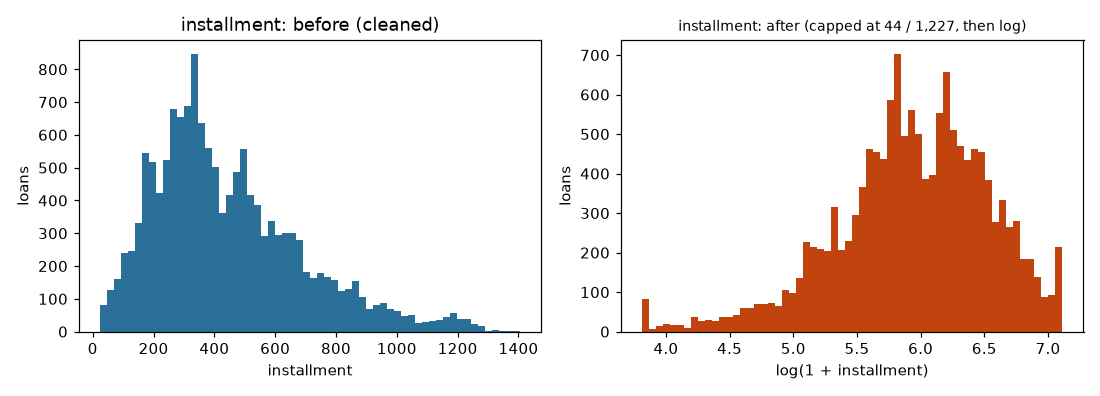 installment: before (cleaned)
loans
800
700
600
500
400
300
200
100
0
0 200 400 600 800 1000 1200 1400
installment
installment: after (capped at 44 / 1,227, then log)
loans
700
600
500
400
300
200
100
0
4.0 4.5 5.0 5.5 6.0 6.5 7.0
log(1 + installment)